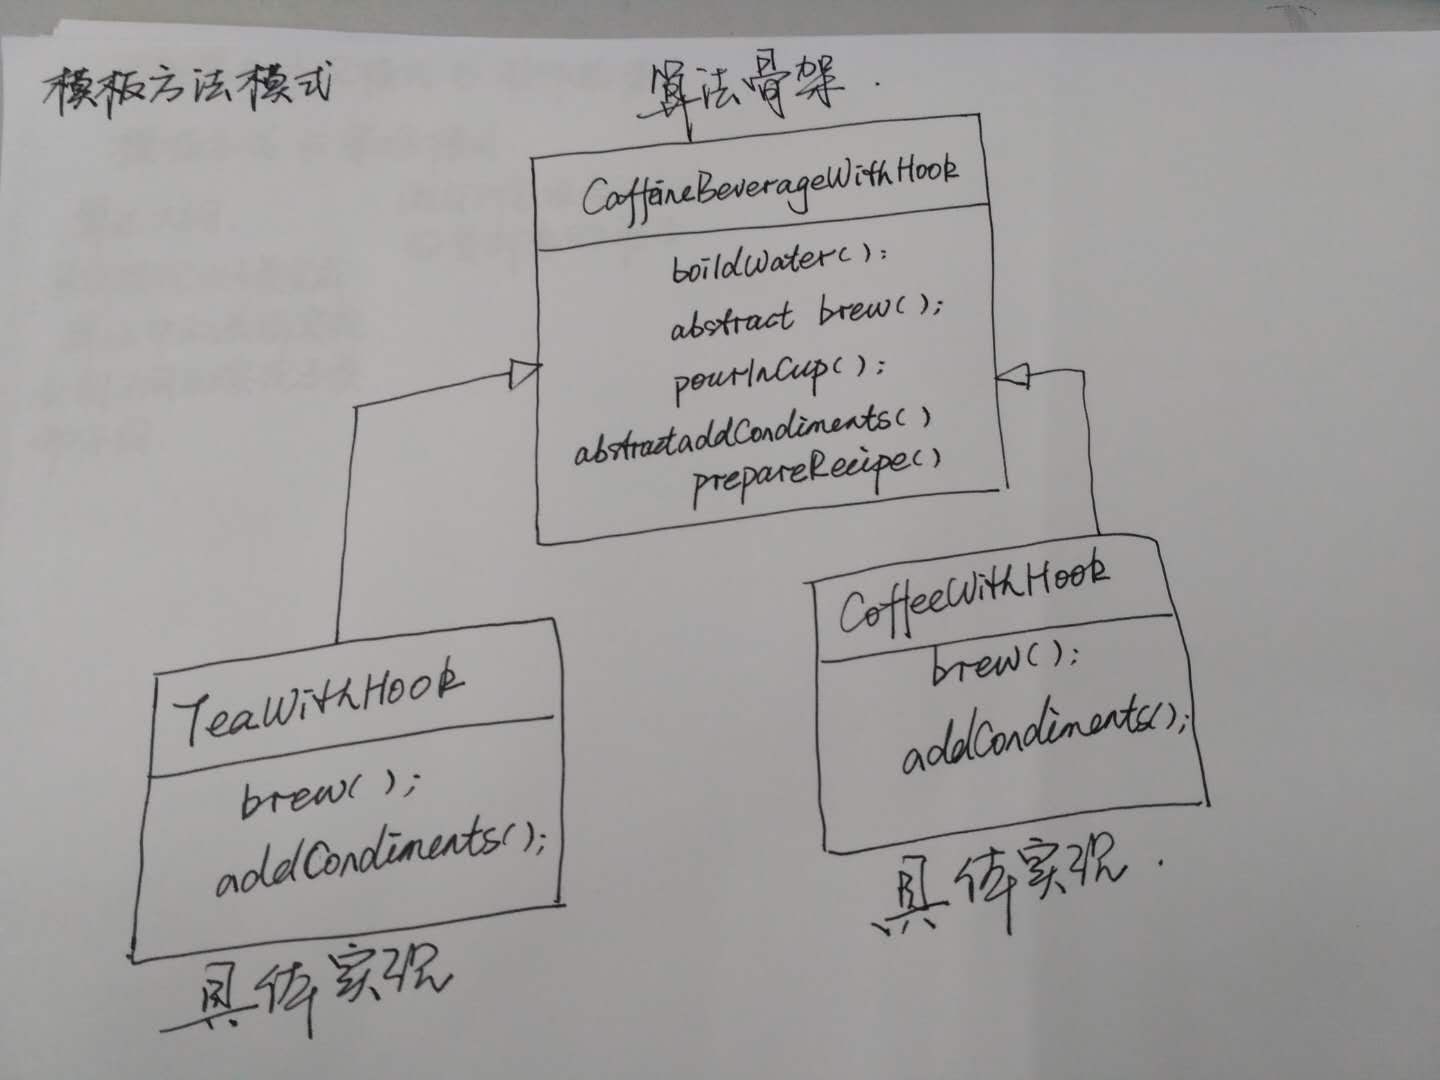 模板方法模式
算法骨架.
CaffeineBeverageWithHook
boildWater();
abstract brew();
pourInCup();
abstractaddCondiments()
prepareRecipe()
TeaWithHook
brew();
addCondiments();
具体实现
CoffeeWithHook
brew();
addCondiments();
具体实现.